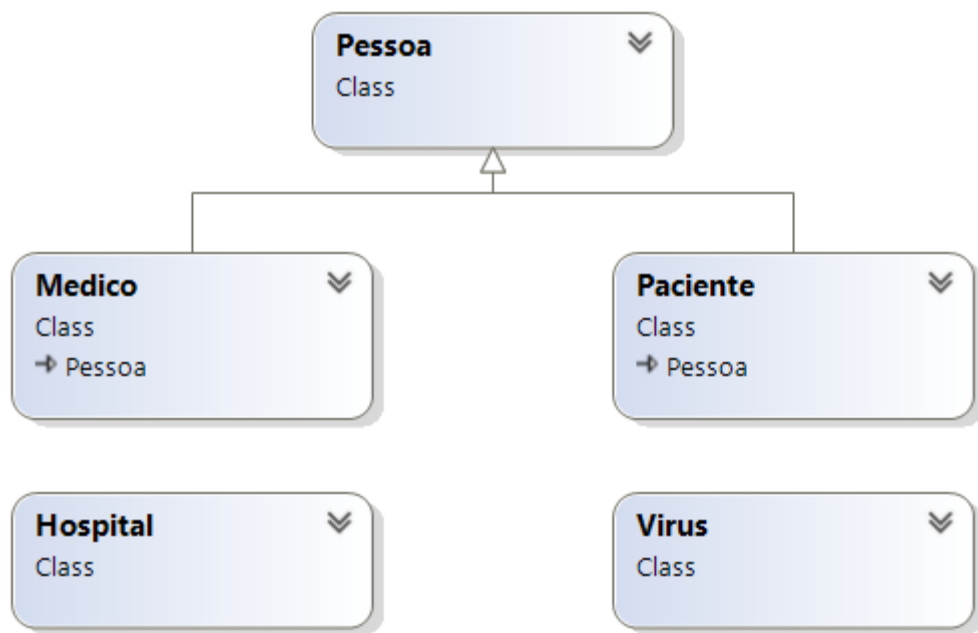 Pessoa
Class
Medico
Class
Pessoa
Paciente
Class
Pessoa
Hospital
Class
Virus
Class